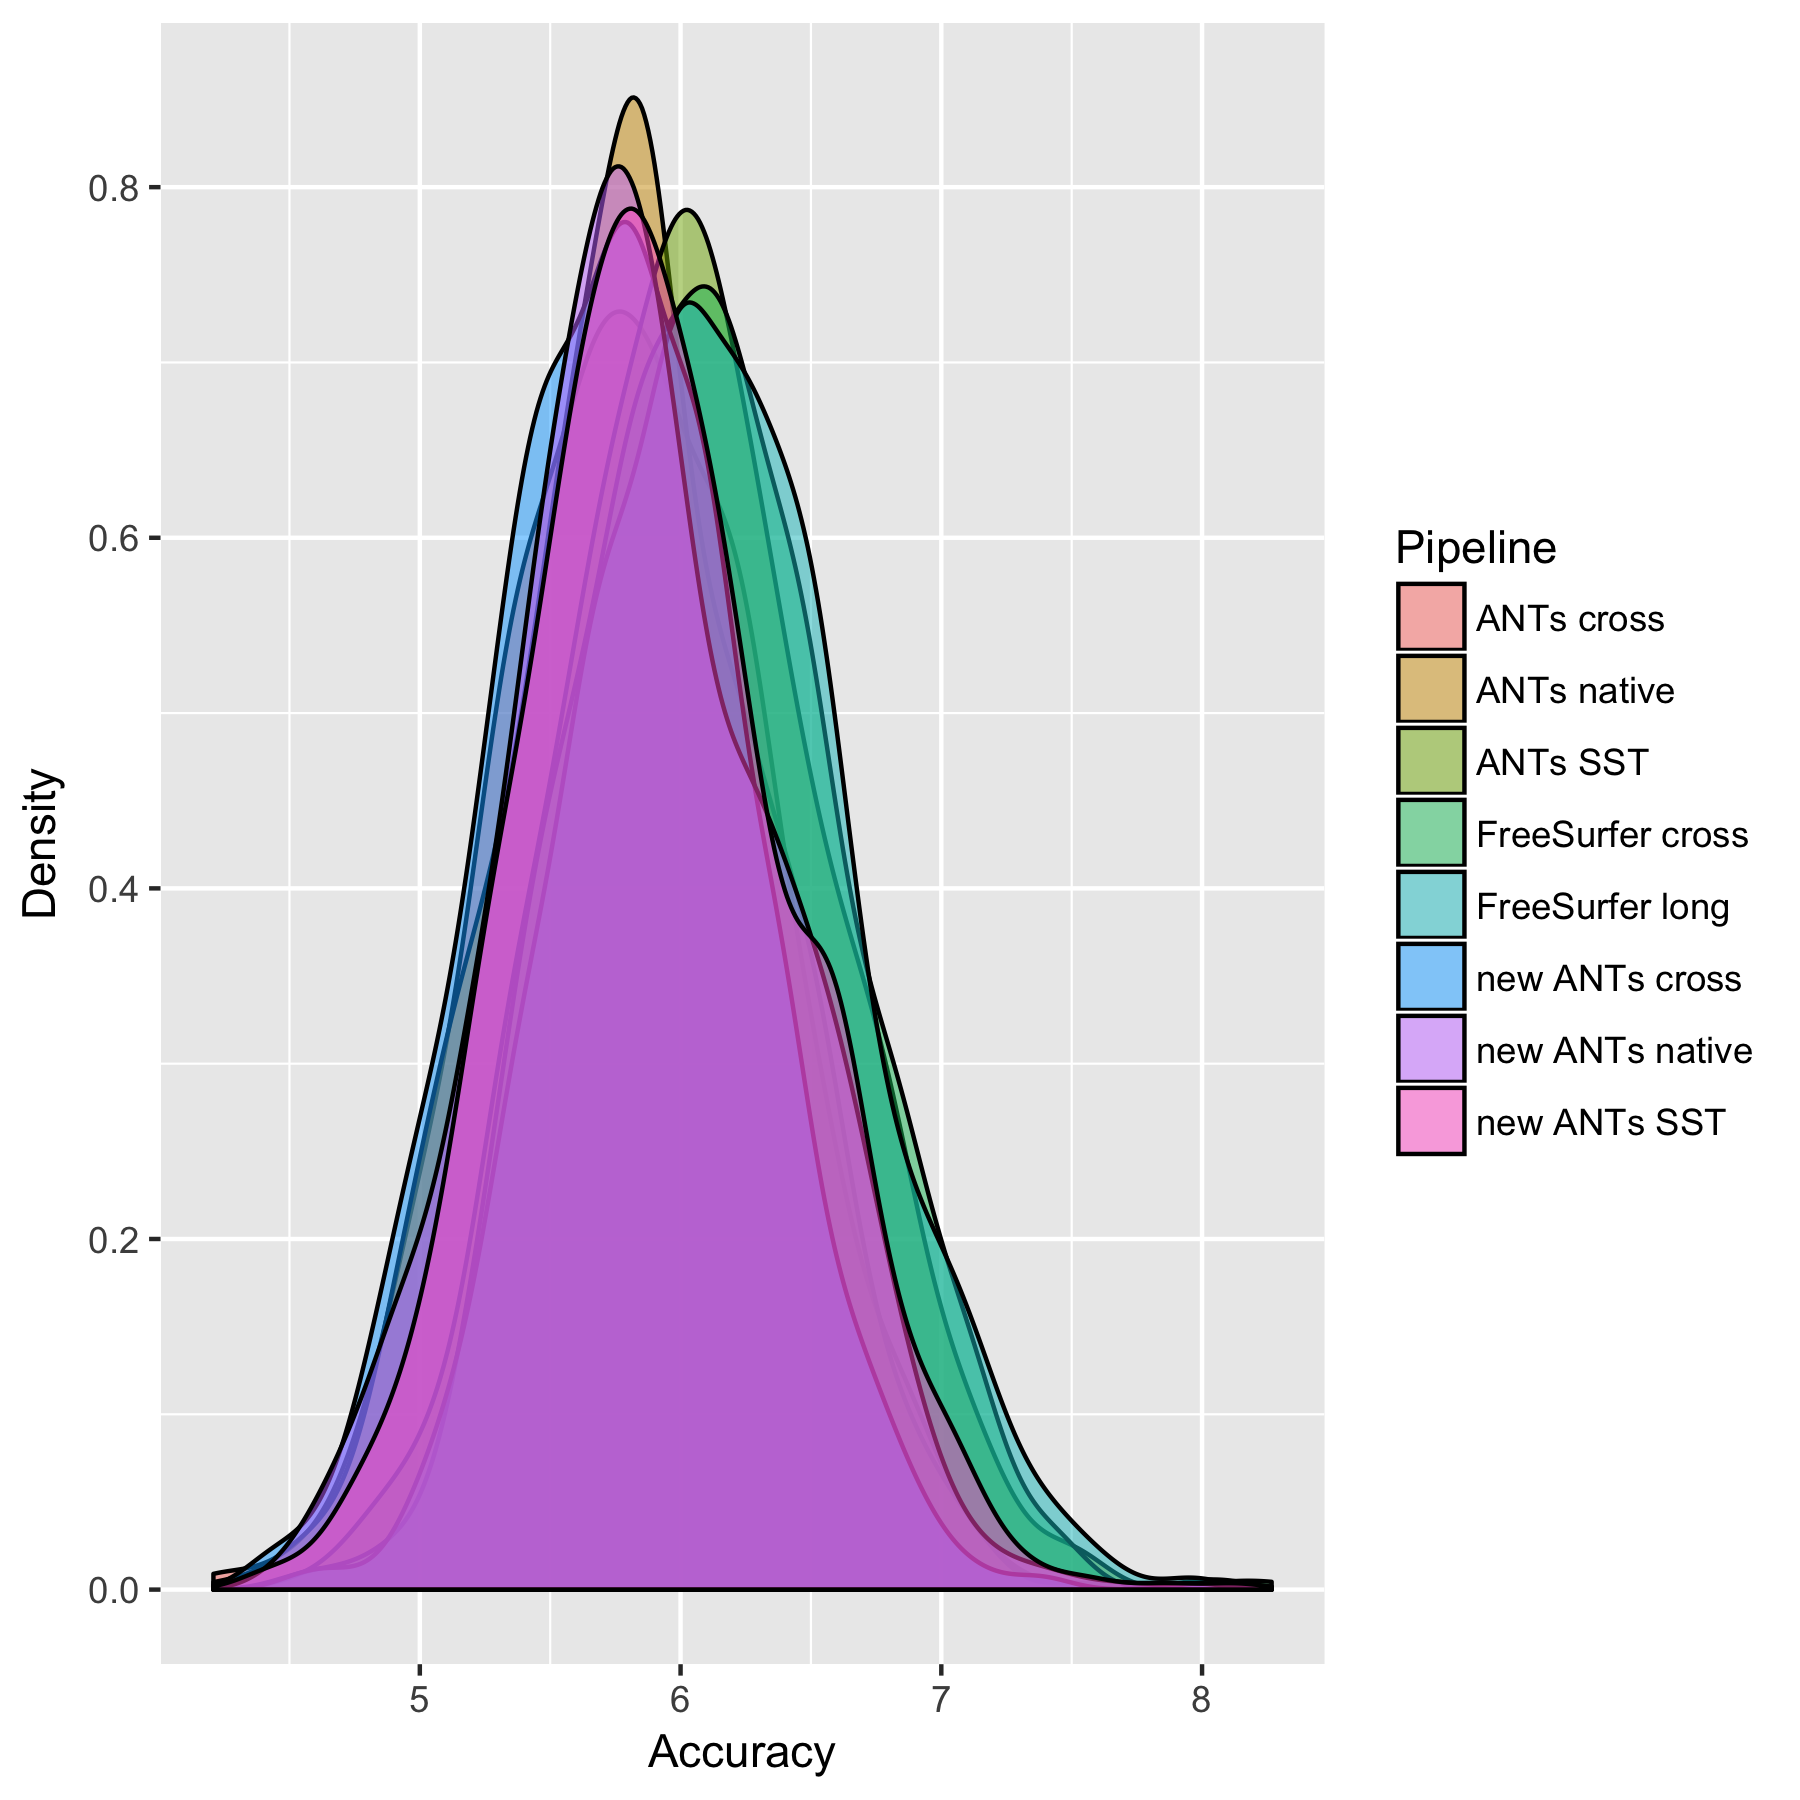 0.8
0.6
0.4
0.2
0.0
Density
5 6 7 8
Accuracy
Pipeline
ANTs cross
ANTs native
ANTs SST
FreeSurfer cross
FreeSurfer long
new ANTs cross
new ANTs native
new ANTs SST